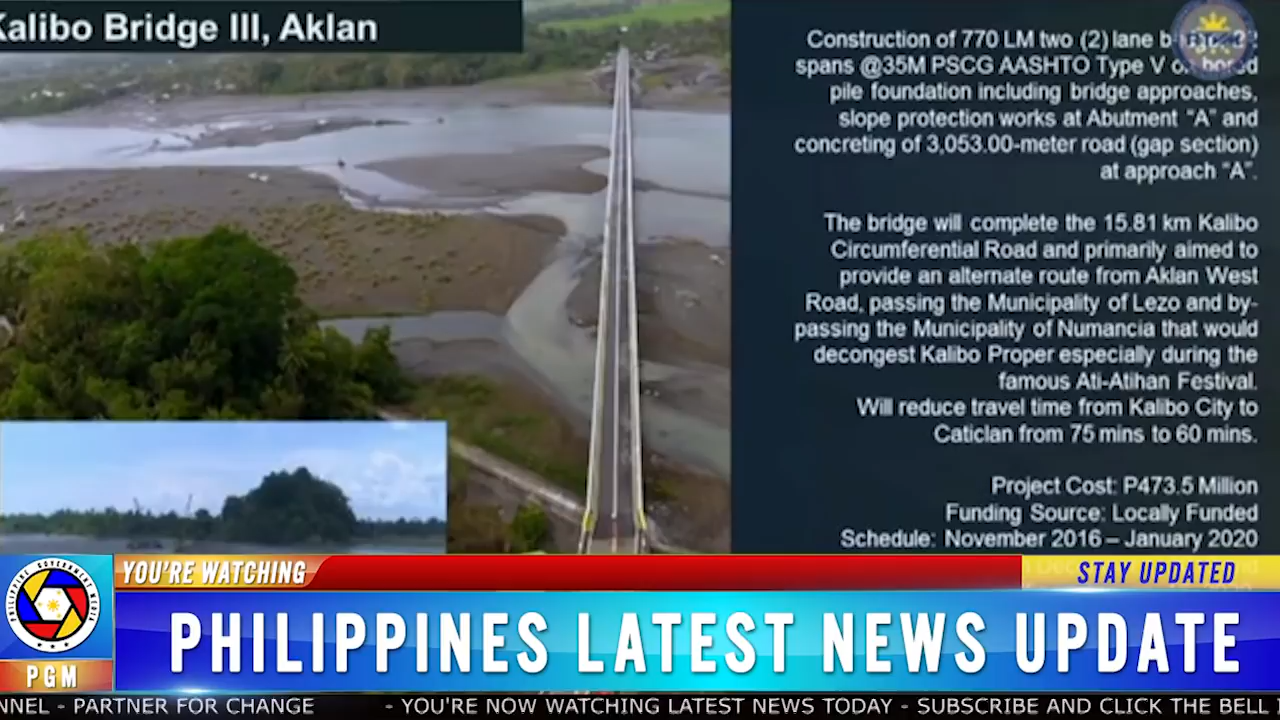 Kalibo Bridge III, Aklan
Construction of 770 LM two (2) lane
spans @35M PSCG AASHTO Type V on bored
pile foundation including bridge approaches,
slope protection works at Abutment “A” and
concreting of 3,053.00-meter road (gap section)
at approach “A”.
The bridge will complete the 15.81 km Kalibo
Circumferential Road and primarily aimed to
provide an alternate route from Aklan West
Road, passing the Municipality of Lezo and by-
passing the Municipality of Numancia that would
decongest Kalibo Proper especially during the
famous Ati-Atihan Festival.
Will reduce travel time from Kalibo City to
Caticlan from 75 mins to 60 mins.
Project Cost: P473.5 Million
Funding Source: Locally Funded
Schedule: November 2016 – January 2020
YOU'RE WATCHING
STAY UPDATED
PHILIPPINE GOVERNMENT MEDIA
PGM
PHILIPPINES LATEST NEWS UPDATE
NNEL - PARTNER FOR CHANGE - YOU'RE NOW WATCHING LATEST NEWS TODAY - SUBSCRIBE AND CLICK THE BELL